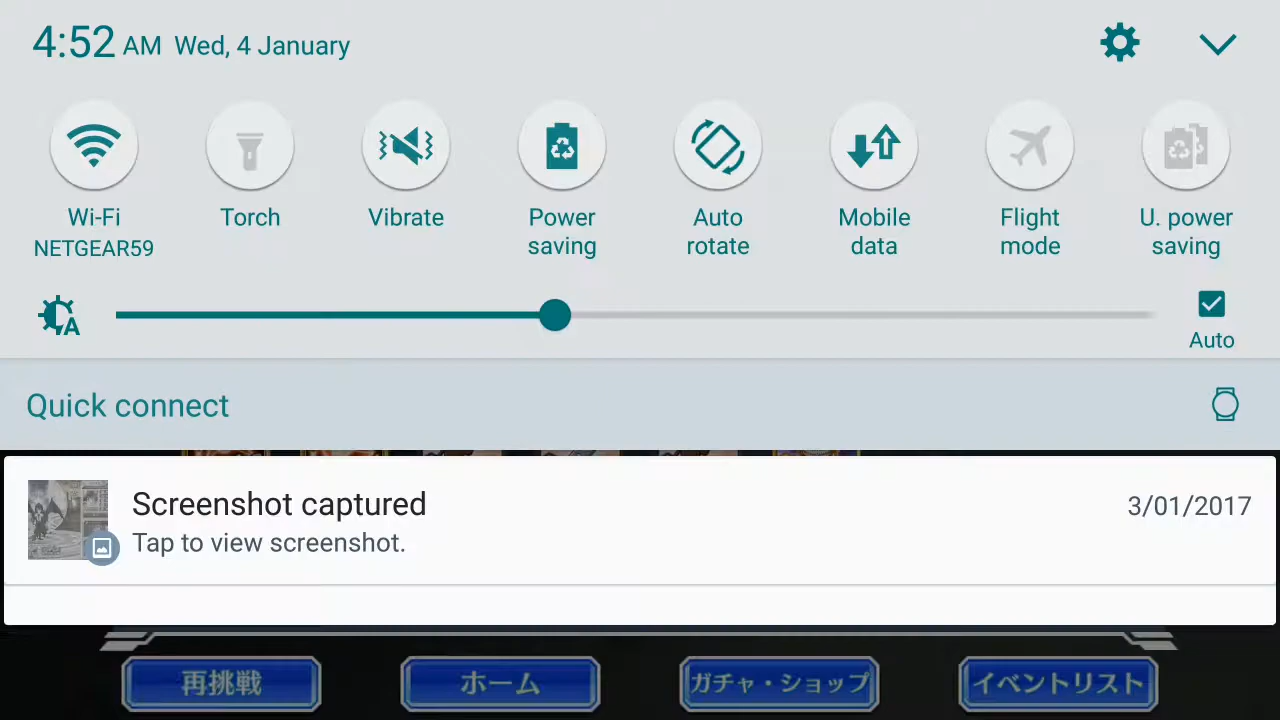 4:52 AM Wed, 4 January
Wi-Fi
NETGEAR59
Torch
Vibrate
Power
saving
Auto
rotate
Mobile
data
Flight
mode
U. power
saving
A
Auto
Quick connect
Screenshot captured
3/01/2017
Tap to view screenshot.
再挑戦
ホーム
ガチャ・ショップ
イベントリスト